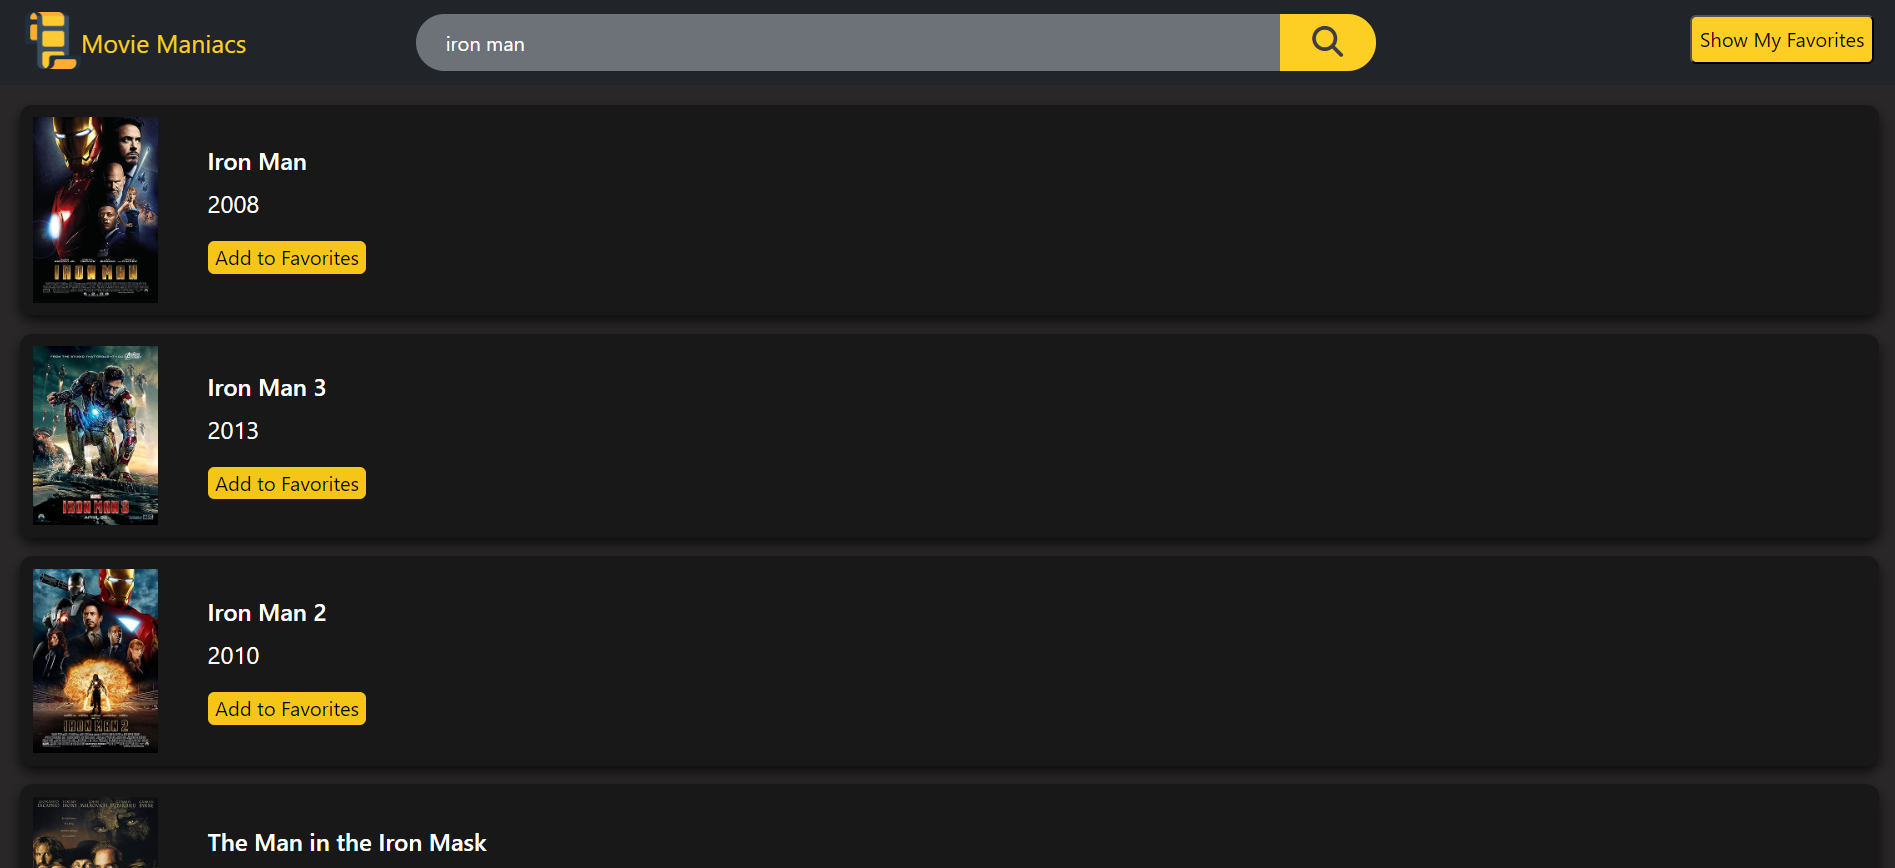 Movie Maniacs
iron man
Show My Favorites
IRON MAN
Iron Man
2008
Add to Favorites
IRON MAN 3
Iron Man 3
2013
Add to Favorites
IRON MAN 2
Iron Man 2
2010
Add to Favorites
The Man in the Iron Mask